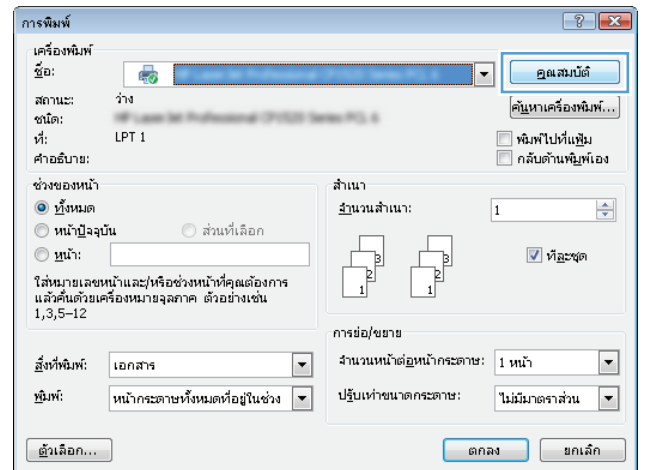 การพิมพ์
เครื่องพิมพ์
ชื่อ:
คุณสมบัติ
สถานะ: ว่าง
ชนิด:
ค้นหาเครื่องพิมพ์...
ที่: LPT 1
พิมพ์ไปที่แฟ้ม
คำอธิบาย:
กลับด้านพิมพ์เอง
ช่วงของหน้า
ทั้งหมด
หน้าปัจจุบัน ส่วนที่เลือก
หน้า:
ใส่หมายเลขหน้าและ/หรือช่วงหน้าที่คุณต้องการ
แล้วคั่นด้วยเครื่องหมายจุลภาค ตัวอย่างเช่น
1,3,5–12
สำเนา
จำนวนสำเนา: 1
3 3
2 2
1 1
ทีละชุด
สิ่งที่พิมพ์: เอกสาร
พิมพ์: หน้ากระดาษทั้งหมดที่อยู่ในช่วง
การย่อ/ขยาย
จำนวนหน้าต่อหน้ากระดาษ: 1 หน้า
ปรับเท่าขนาดกระดาษ: ไม่มีมาตราส่วน
ตัวเลือก...
ตกลง ยกเลิก